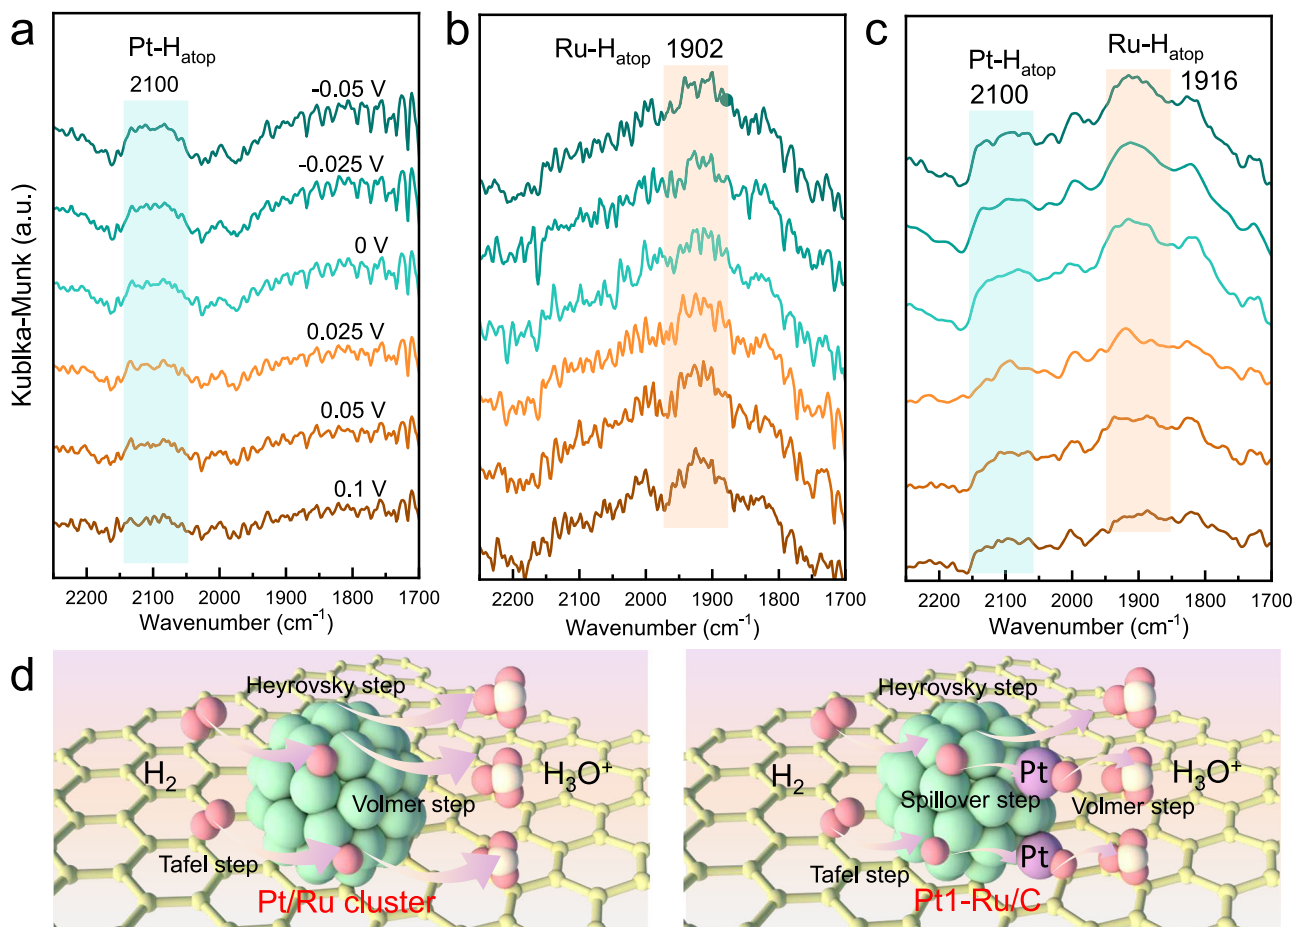 a
Pt-Hatop
2100
-0.05 V
-0.025 V
0 V
0.025 V
0.05 V
0.1 V
Kublka-Munk (a.u.)
2200 2100 2000 1900 1800 1700
Wavenumber (cm⁻¹)
b
Ru-Hatop 1902
2200 2100 2000 1900 1800 1700
Wavenumber (cm⁻¹)
c
Pt-Hatop
2100
Ru-Hatop
1916
2200 2100 2000 1900 1800 1700
Wavenumber (cm⁻¹)
d
Heyrovsky step
H₂
H₃O⁺
Volmer step
Tafel step
Pt/Ru cluster
Heyrovsky step
H₂
Pt
H₃O⁺
Spillover step
Volmer step
Pt
Tafel step
Pt1-Ru/C